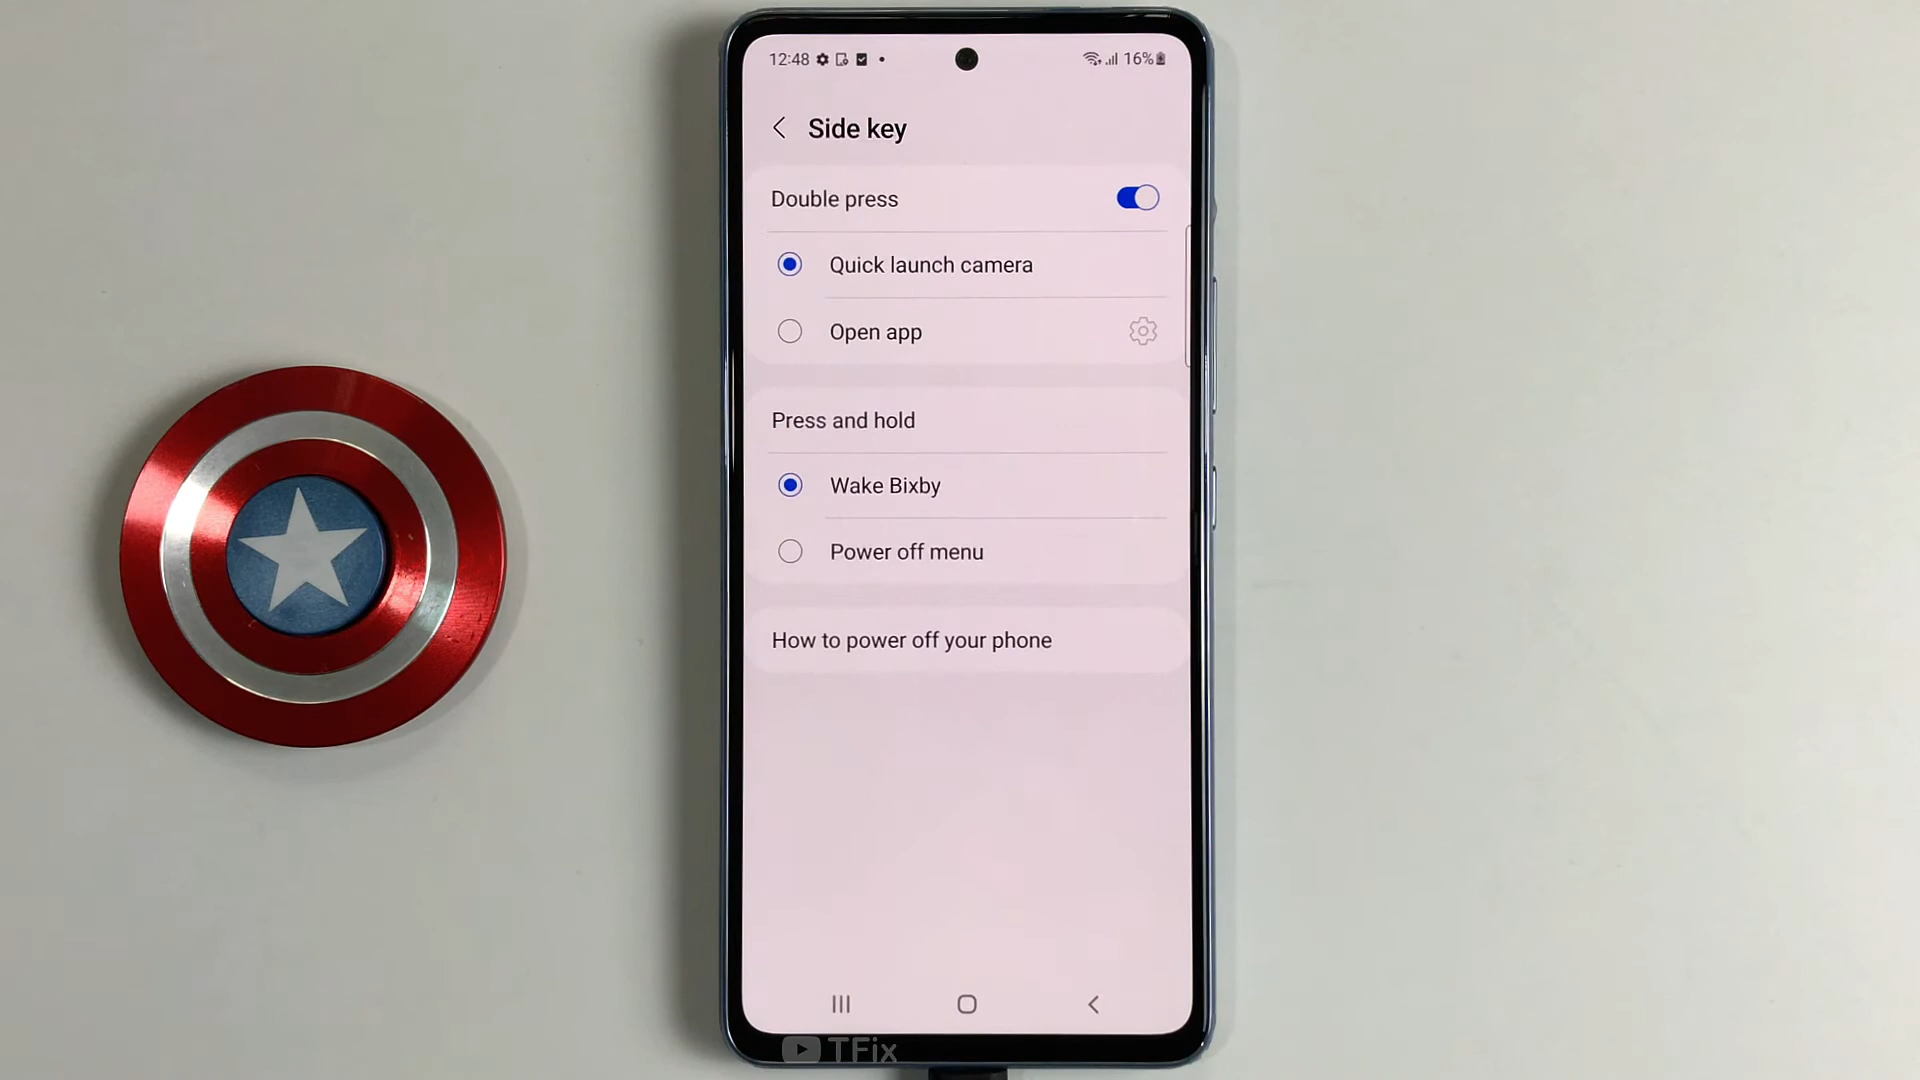 12:48 16%
Side key
Double press
Quick launch camera
Open app
Press and hold
Wake Bixby
Power off menu
How to power off your phone
TFix